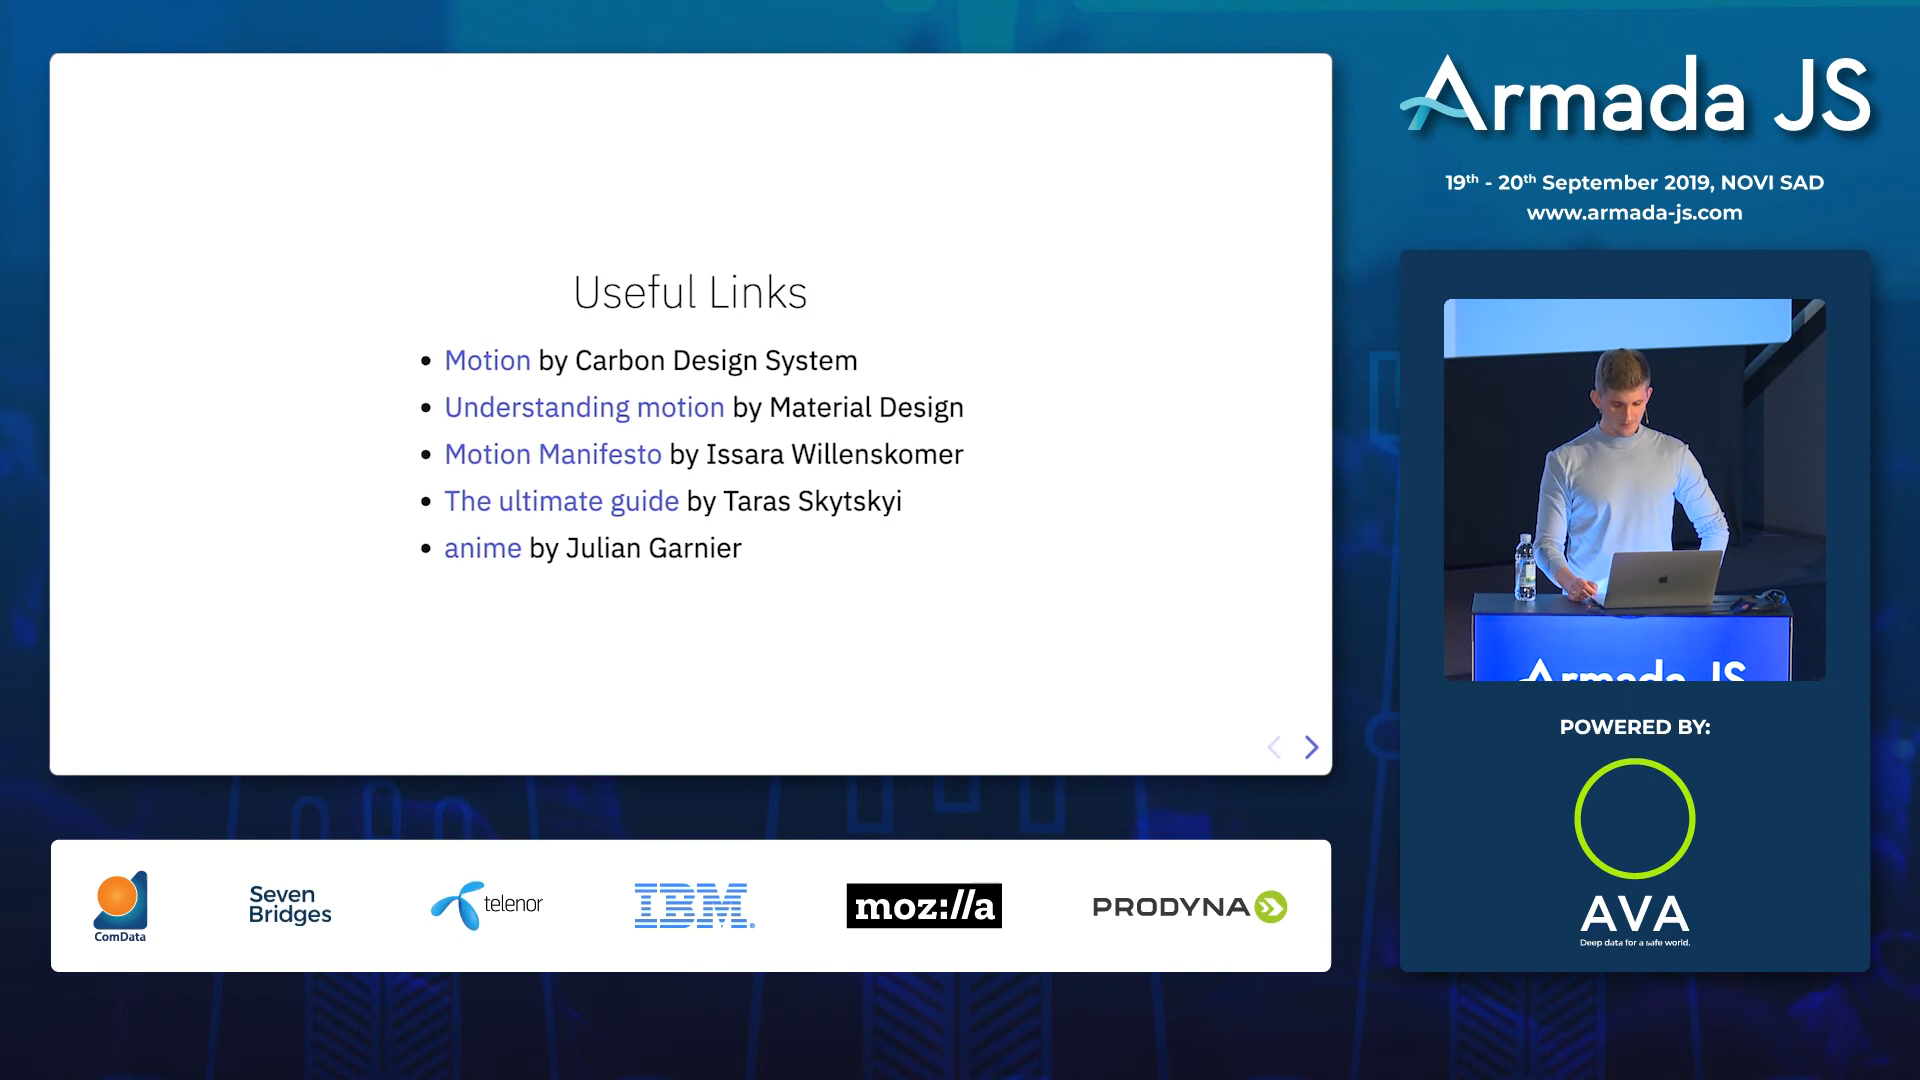 Useful Links
Motion by Carbon Design System
Understanding motion by Material Design
Motion Manifesto by Issara Willenskomer
The ultimate guide by Taras Skytskyi
anime by Julian Garnier
Armada JS
19th - 20th September 2019, NOVI SAD
www.armada-js.com
Armada JS
POWERED BY:
AVA
Deep data for a safe world.
ComData
Seven
Bridges
telenor
IBM®
moz://a
PRODYNA